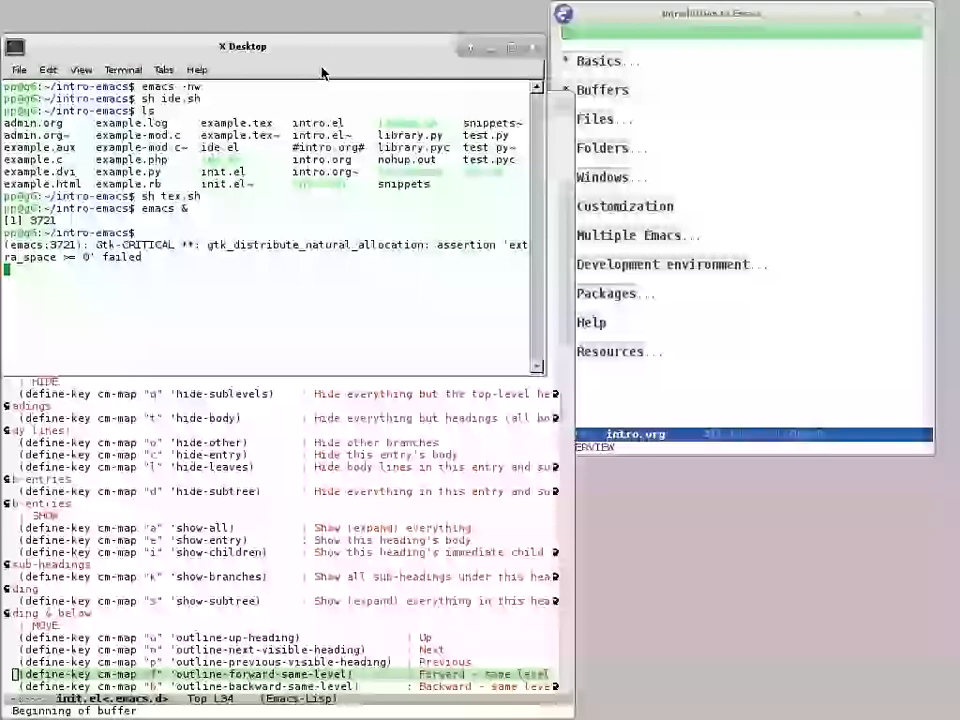 X Desktop
File Edit View Terminal Tabs Help
pp@q6:~/intro-emacs$ emacs -nw
pp@q6:~/intro-emacs$ sh ide.sh
pp@q6:~/intro-emacs$ ls
admin.org example.log example.tex intro.el snippets~
admin.org~ example-mod.c example.tex~ intro.el~ library.py test.py
example.aux example-mod c~ ide el #intro org# library.pyc test py~
example.c example.php intro.org nohup.out test.pyc
example.dvi example.py init.el intro.org~
example.html example.rb init.el~ snippets
pp@q6:~/intro-emacs$ sh tex.sh
pp@q6:~/intro-emacs$ emacs &
[1] 3721
pp@q6:~/intro-emacs$
(emacs:3721): Gtk-CRITICAL **: gtk_distribute_natural_allocation: assertion 'ext
ra_space >= 0' failed
HIDE
(define-key cm-map "q" 'hide-sublevels) Hide everything but the top-level he
adings
(define-key cm-map "t" 'hide-body) Hide everything but headings (all bo
dy lines)
(define-key cm-map "o" 'hide-other) Hide other branches
(define-key cm-map "c" 'hide-entry) Hide this entry's body
(define-key cm-map "l" 'hide-leaves) Hide body lines in this entry and su
b-entries
(define-key cm-map "d" 'hide-subtree) Hide everything in this entry and su
b-entries
SHOW
(define-key cm-map "a" 'show-all) Show (expand) everything
(define-key cm-map "e" 'show-entry) Show this heading's body
(define-key cm-map "i" 'show-children) Show this heading's immediate child
sub-headings
(define-key cm-map "k" 'show-branches) Show all sub-headings under this hea
ding
(define-key cm-map "s" 'show-subtree) Show (expand) everything in this hea
ding & below
MOVE
(define-key cm-map "u" 'outline-up-heading) Up
(define-key cm-map "n" 'outline-next-visible-heading) Next
(define-key cm-map "p" 'outline-previous-visible-heading) Previous
(define-key cm-map "f" 'outline-forward-same-level) Forward - same level
(define-key cm-map "b" 'outline-backward-same-level) : Backward - same leve
init.el<.emacs.d> Top L34 (Emacs-Lisp)
Beginning of buffer
Introduction to Emacs
* Basics...
* Buffers
Files...
Folders...
Windows...
Customization
Multiple Emacs...
Development environment...
Packages...
Help
Resources...
intro.org
ERVIEW